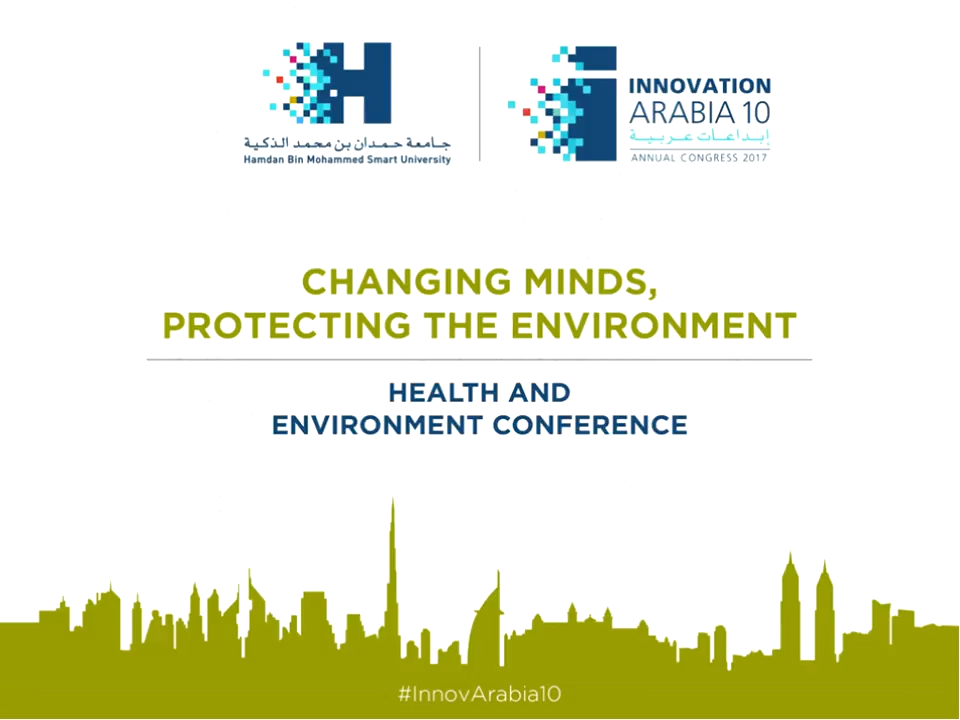 جامعة حمدان بن محمد الذكية
Hamdan Bin Mohammed Smart University
INNOVATION
ARABIA 10
إبداعات عربية
ANNUAL CONGRESS 2017
CHANGING MINDS,
PROTECTING THE ENVIRONMENT
HEALTH AND
ENVIRONMENT CONFERENCE
#InnovArabia10